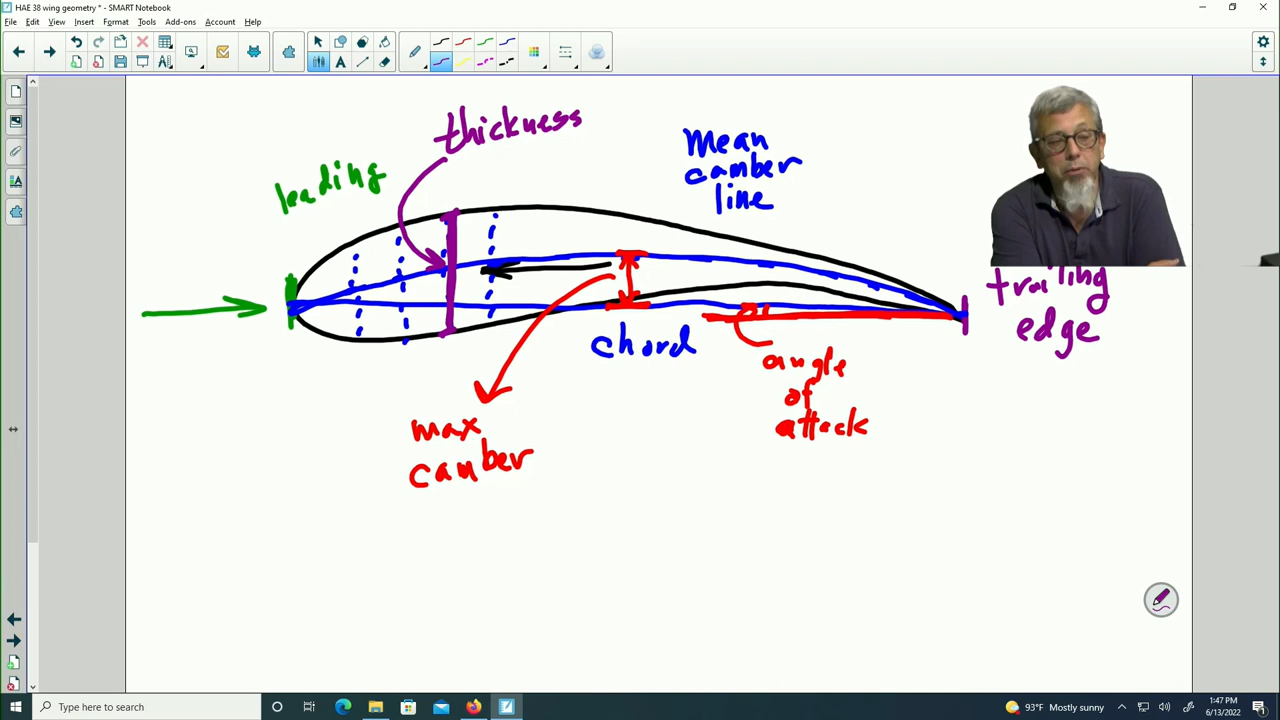 HAE 38 wing geometry * - SMART Notebook
File Edit View Insert Format Tools Add-ons Account Help
thickness
leading
mean
camber
line
trailing
edge
chord
angle
of
attack
max
camber
Type here to search
93°F Mostly sunny
1:47 PM
6/13/2022